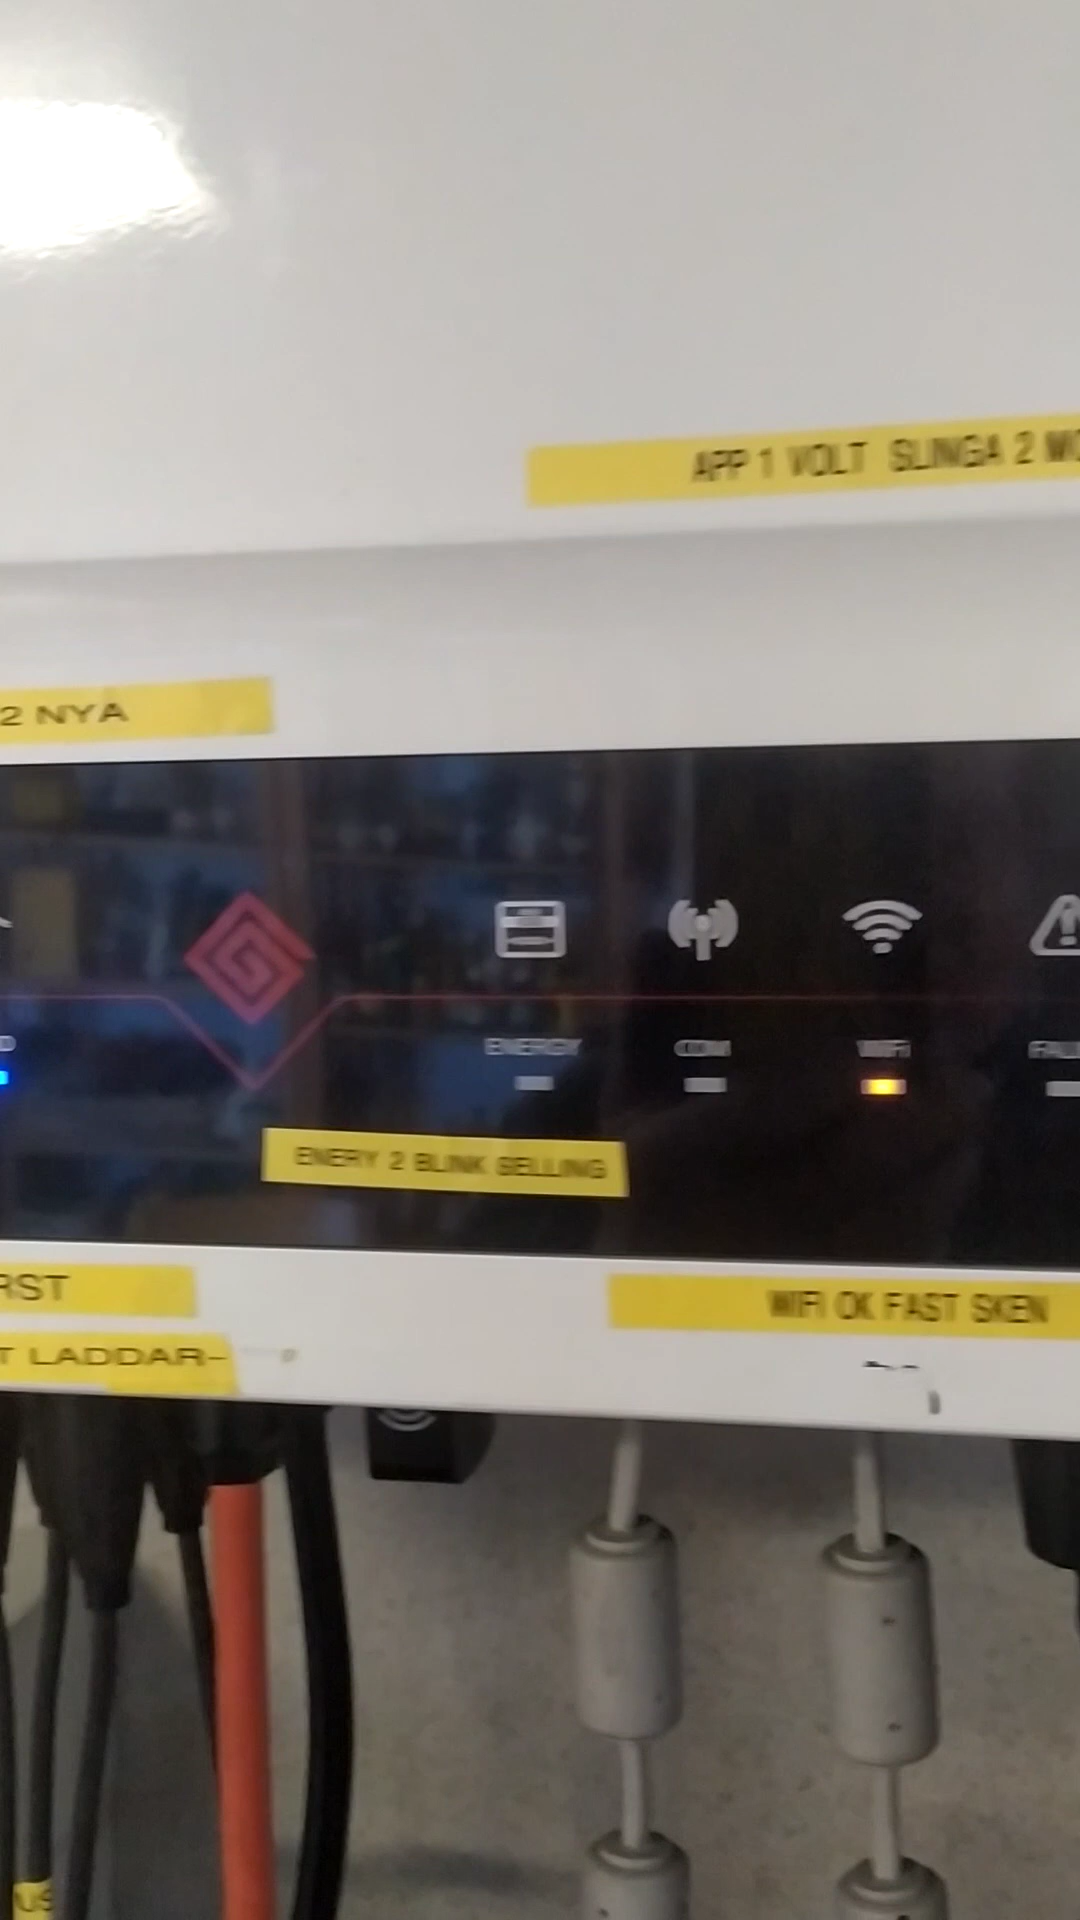 APP 1 VOLT SLINGA 2
2 NYA
ENERGY COM WIFI
ENERY 2 BLINK GELLING
RST
WIFI OK FAST SKEN
T LADDAR-